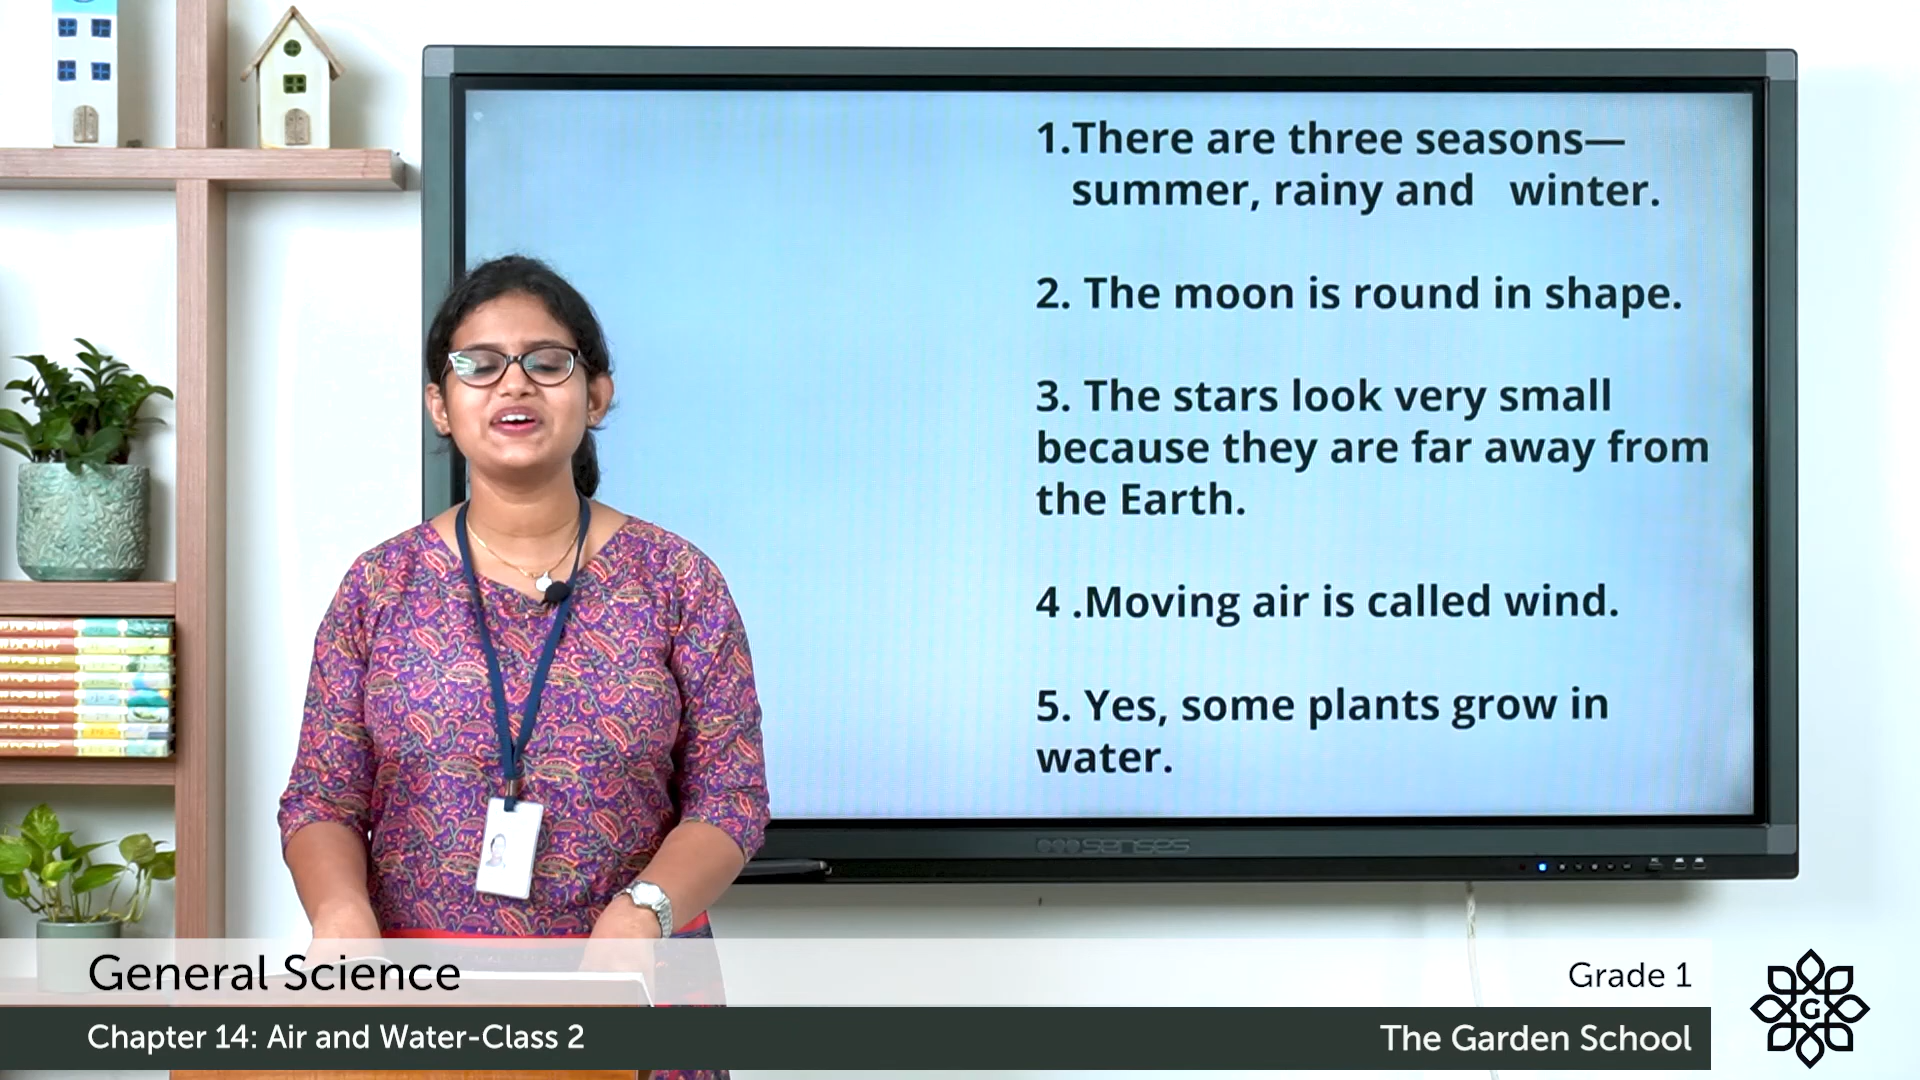 1.There are three seasons—
summer, rainy and winter.
2. The moon is round in shape.
3. The stars look very small
because they are far away from
the Earth.
4 .Moving air is called wind.
5. Yes, some plants grow in
water.
senses
General Science
Grade 1
Chapter 14: Air and Water-Class 2
The Garden School
G